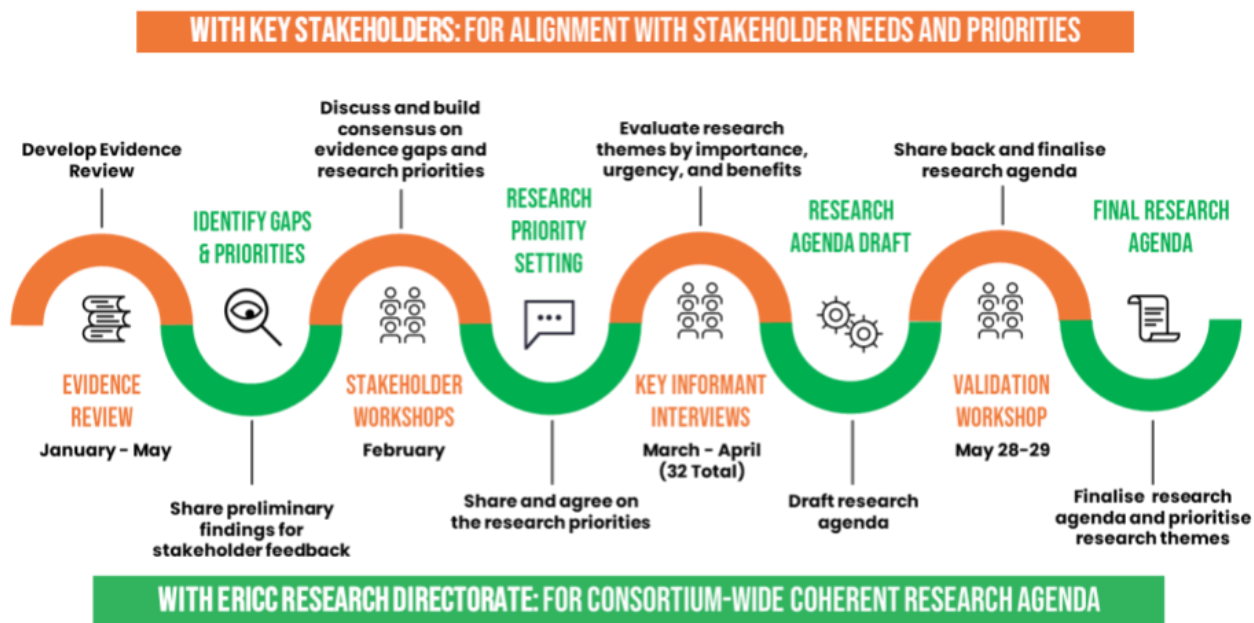 WITH KEY STAKEHOLDERS: FOR ALIGNMENT WITH STAKEHOLDER NEEDS AND PRIORITIES
Develop Evidence
Review
IDENTIFY GAPS
& PRIORITIES
Discuss and build
consensus on
evidence gaps and
research priorities
RESEARCH
PRIORITY
SETTING
Evaluate research
themes by importance,
urgency, and benefits
RESEARCH
AGENDA DRAFT
Share back and finalise
research agenda
FINAL RESEARCH
AGENDA
EVIDENCE
REVIEW
January - May
Share preliminary
findings for
stakeholder feedback
STAKEHOLDER
WORKSHOPS
February
Share and agree on
the research priorities
KEY INFORMANT
INTERVIEWS
March - April
(32 Total)
Draft research
agenda
VALIDATION
WORKSHOP
May 28-29
Finalise research
agenda and prioritise
research themes
WITH ERICC RESEARCH DIRECTORATE: FOR CONSORTIUM-WIDE COHERENT RESEARCH AGENDA